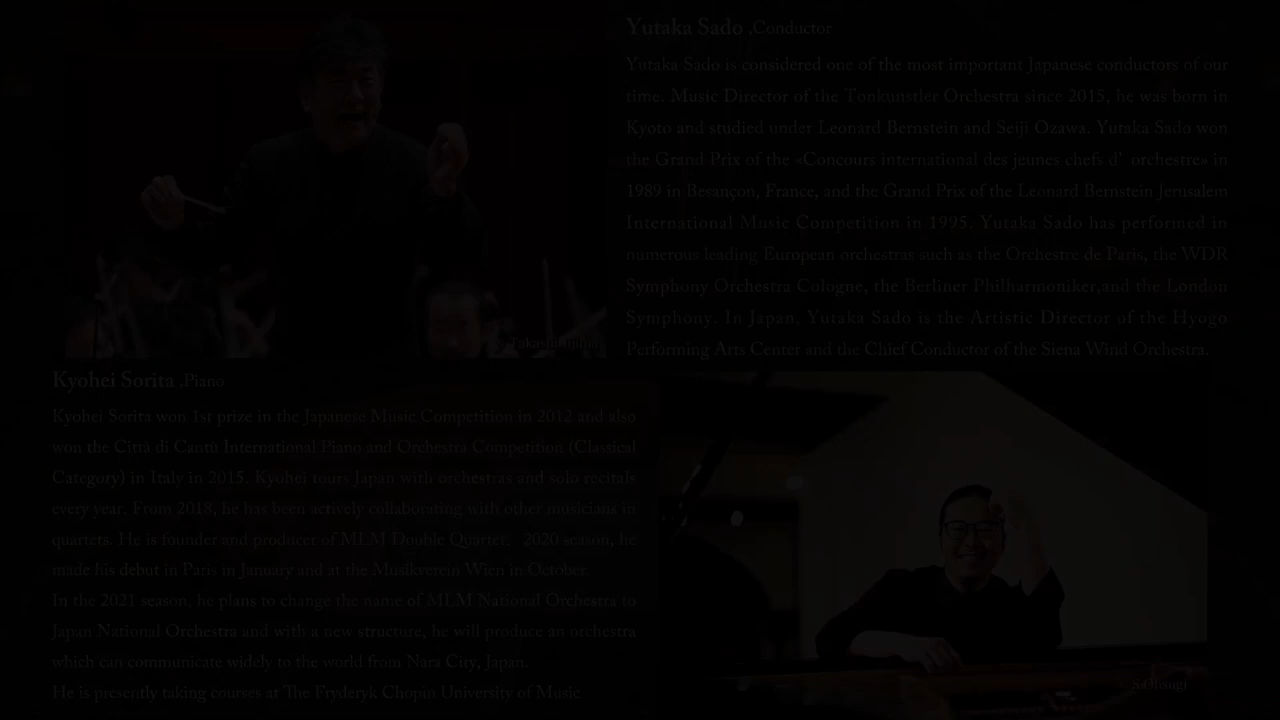 Yutaka Sado .Conductor
Yutaka Sado is considered one of the most important Japanese conductors of our
time. Music Director of the Tonkunstler Orchestra since 2015, he was born in
Kyoto and studied under Leonard Bernstein and Seiji Ozawa. Yutaka Sado won
the Grand Prix of the «Concours international des jeunes chefs d' orchestre» in
1989 in Besançon, France, and the Grand Prix of the Leonard Bernstein Jerusalem
International Music Competition in 1995. Yutaka Sado has performed in
numerous leading European orchestras such as the Orchestre de Paris, the WDR
Symphony Orchestra Cologne, the Berliner Philharmoniker,and the London
Symphony. In Japan, Yutaka Sado is the Artistic Director of the Hyogo
Performing Arts Center and the Chief Conductor of the Siena Wind Orchestra.
Kyohei Sorita .Piano
Kyohei Sorita won 1st prize in the Japanese Music Competition in 2012 and also
won the Città di Cantù International Piano and Orchestra Competition (Classical
Category) in Italy in 2015. Kyohei tours Japan with orchestras and solo recitals
every year. From 2018, he has been actively collaborating with other musicians in
quartets. He is founder and producer of MLM Double Quartet. 2020 season, he
made his debut in Paris in January and at the Musikverein Wien in October.
In the 2021 season, he plans to change the name of MLM National Orchestra to
Japan National Orchestra and with a new structure, he will produce an orchestra
which can communicate widely to the world from Nara City, Japan.
He is presently taking courses at The Fryderyk Chopin University of Music